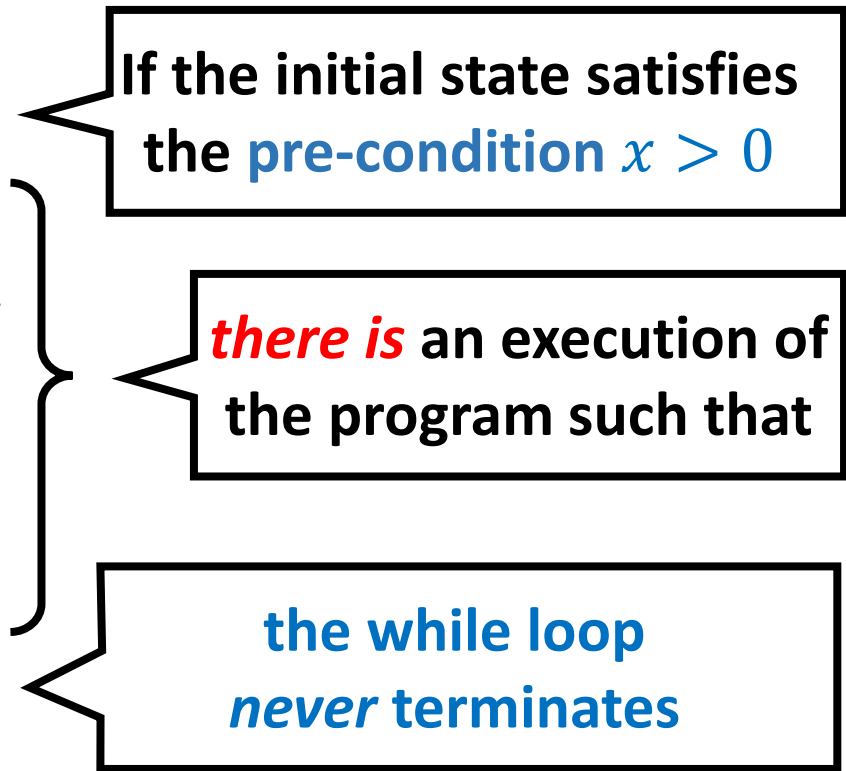 If the initial state satisfies
the pre-condition x > 0
there is an execution of
the program such that
the while loop
never terminates